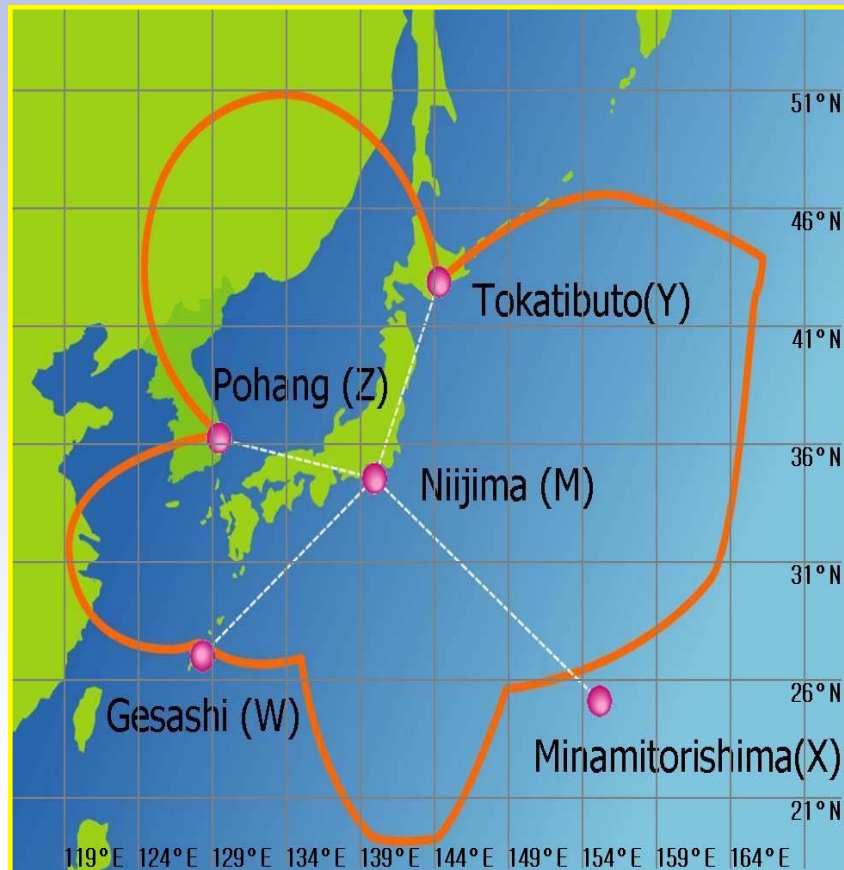 51°N
46°N
Tokatibuto(Y)
41°N
Pohang (Z)
36°N
Niijima (M)
31°N
26°N
Gesashi (W)
Minamitorishima(X)
21°N
119°E 124°E 129°E 134°E 139°E 144°E 149°E 154°E 159°E 164°E